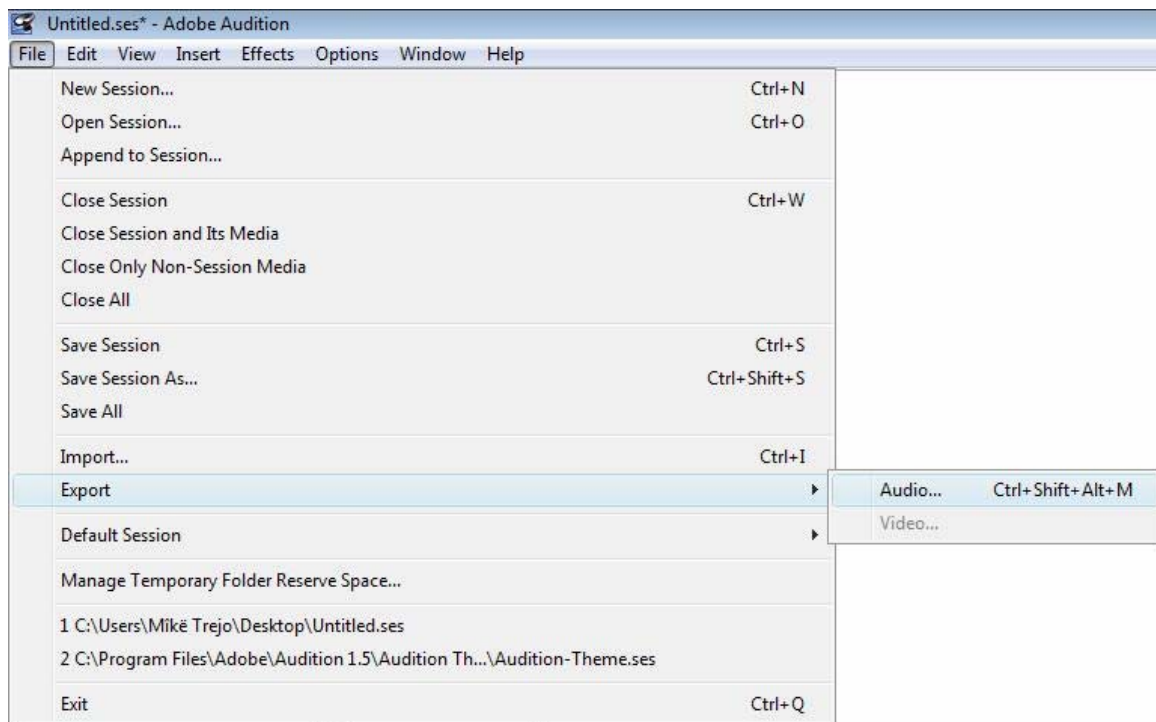 Untitled.ses* - Adobe Audition
File Edit View Insert Effects Options Window Help
New Session... Ctrl+N
Open Session... Ctrl+O
Append to Session...
Close Session Ctrl+W
Close Session and Its Media
Close Only Non-Session Media
Close All
Save Session Ctrl+S
Save Session As... Ctrl+Shift+S
Save All
Import... Ctrl+I
Export Audio... Ctrl+Shift+Alt+M
Video...
Default Session
Manage Temporary Folder Reserve Space...
1 C:\Users\Mîkë Trejo\Desktop\Untitled.ses
2 C:\Program Files\Adobe\Audition 1.5\Audition Th...\Audition-Theme.ses
Exit Ctrl+Q